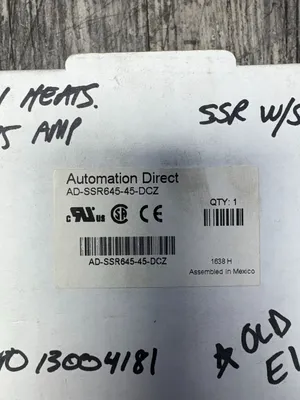 MEATS.
AMP
SSR W/S
Automation Direct
AD-SSR645-45-DCZ
QTY: 1
AD-SSR645-45-DCZ
1638 H
Assembled in Mexico
13004181
OLD